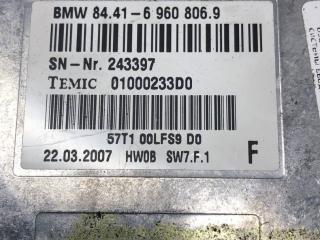 BMW 84.41-6 960 806.9
SN-Nr. 243397
TEMIC 01000233D0
57T1 00LFS9 D0
22.03.2007 HW08 SW7.F.1 F